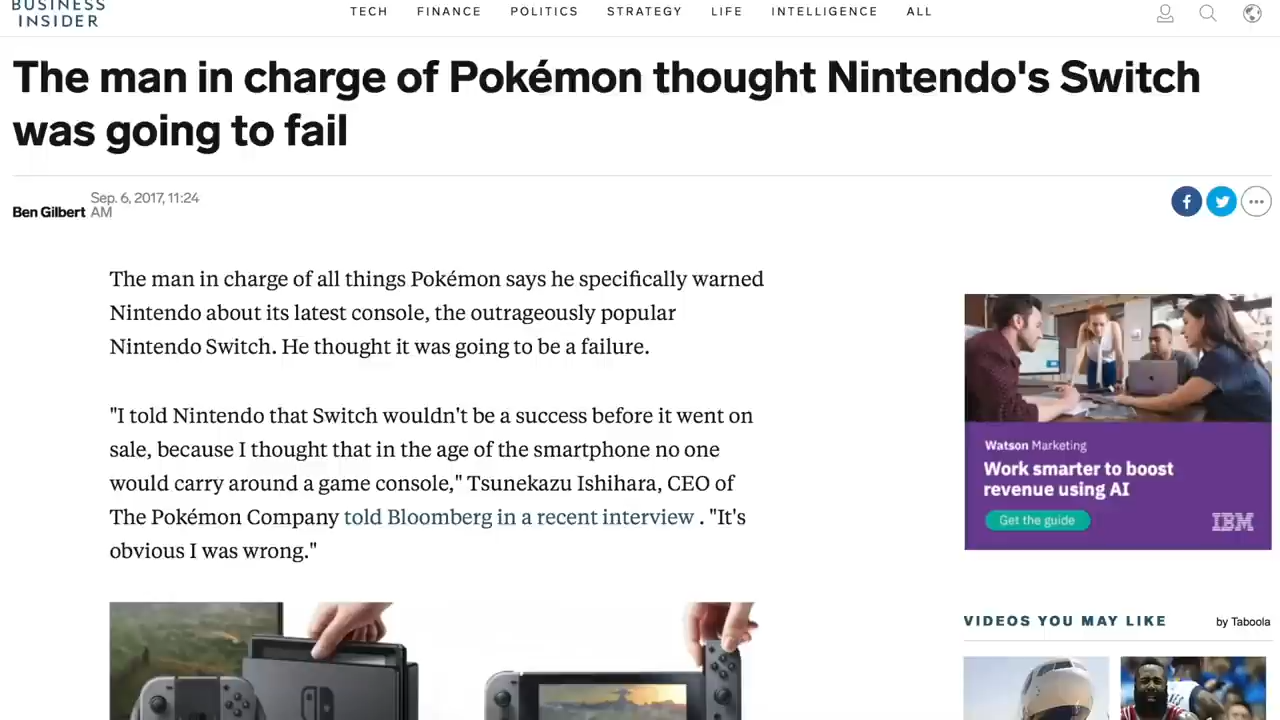 BUSINESS
INSIDER
TECH FINANCE POLITICS STRATEGY LIFE INTELLIGENCE ALL
The man in charge of Pokémon thought Nintendo's Switch
was going to fail
Ben Gilbert Sep. 6, 2017, 11:24
AM
The man in charge of all things Pokémon says he specifically warned
Nintendo about its latest console, the outrageously popular
Nintendo Switch. He thought it was going to be a failure.
"I told Nintendo that Switch wouldn't be a success before it went on
sale, because I thought that in the age of the smartphone no one
would carry around a game console," Tsunekazu Ishihara, CEO of
The Pokémon Company told Bloomberg in a recent interview . "It's
obvious I was wrong."
Watson Marketing
Work smarter to boost
revenue using AI
Get the guide
IBM
VIDEOS YOU MAY LIKE
by Taboola